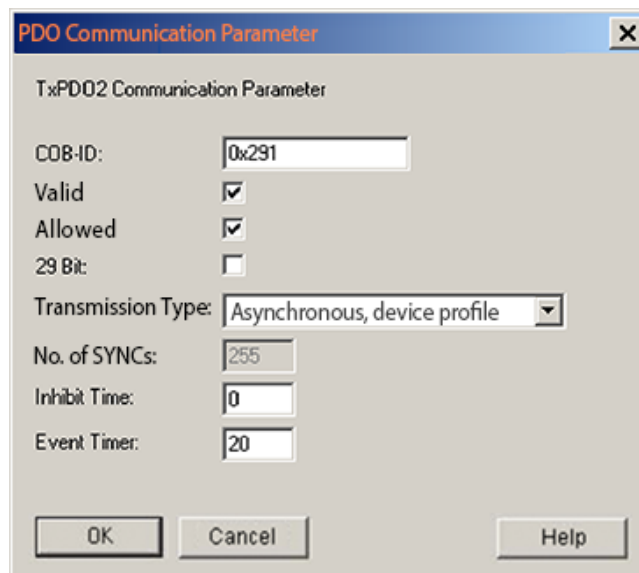 PDO Communication Parameter
TxPDO2 Communication Parameter
COB-ID: 0x291
Valid
Allowed
29 Bit:
Transmission Type: Asynchronous, device profile
No. of SYNCs: 255
Inhibit Time: 0
Event Timer: 20
OK Cancel Help